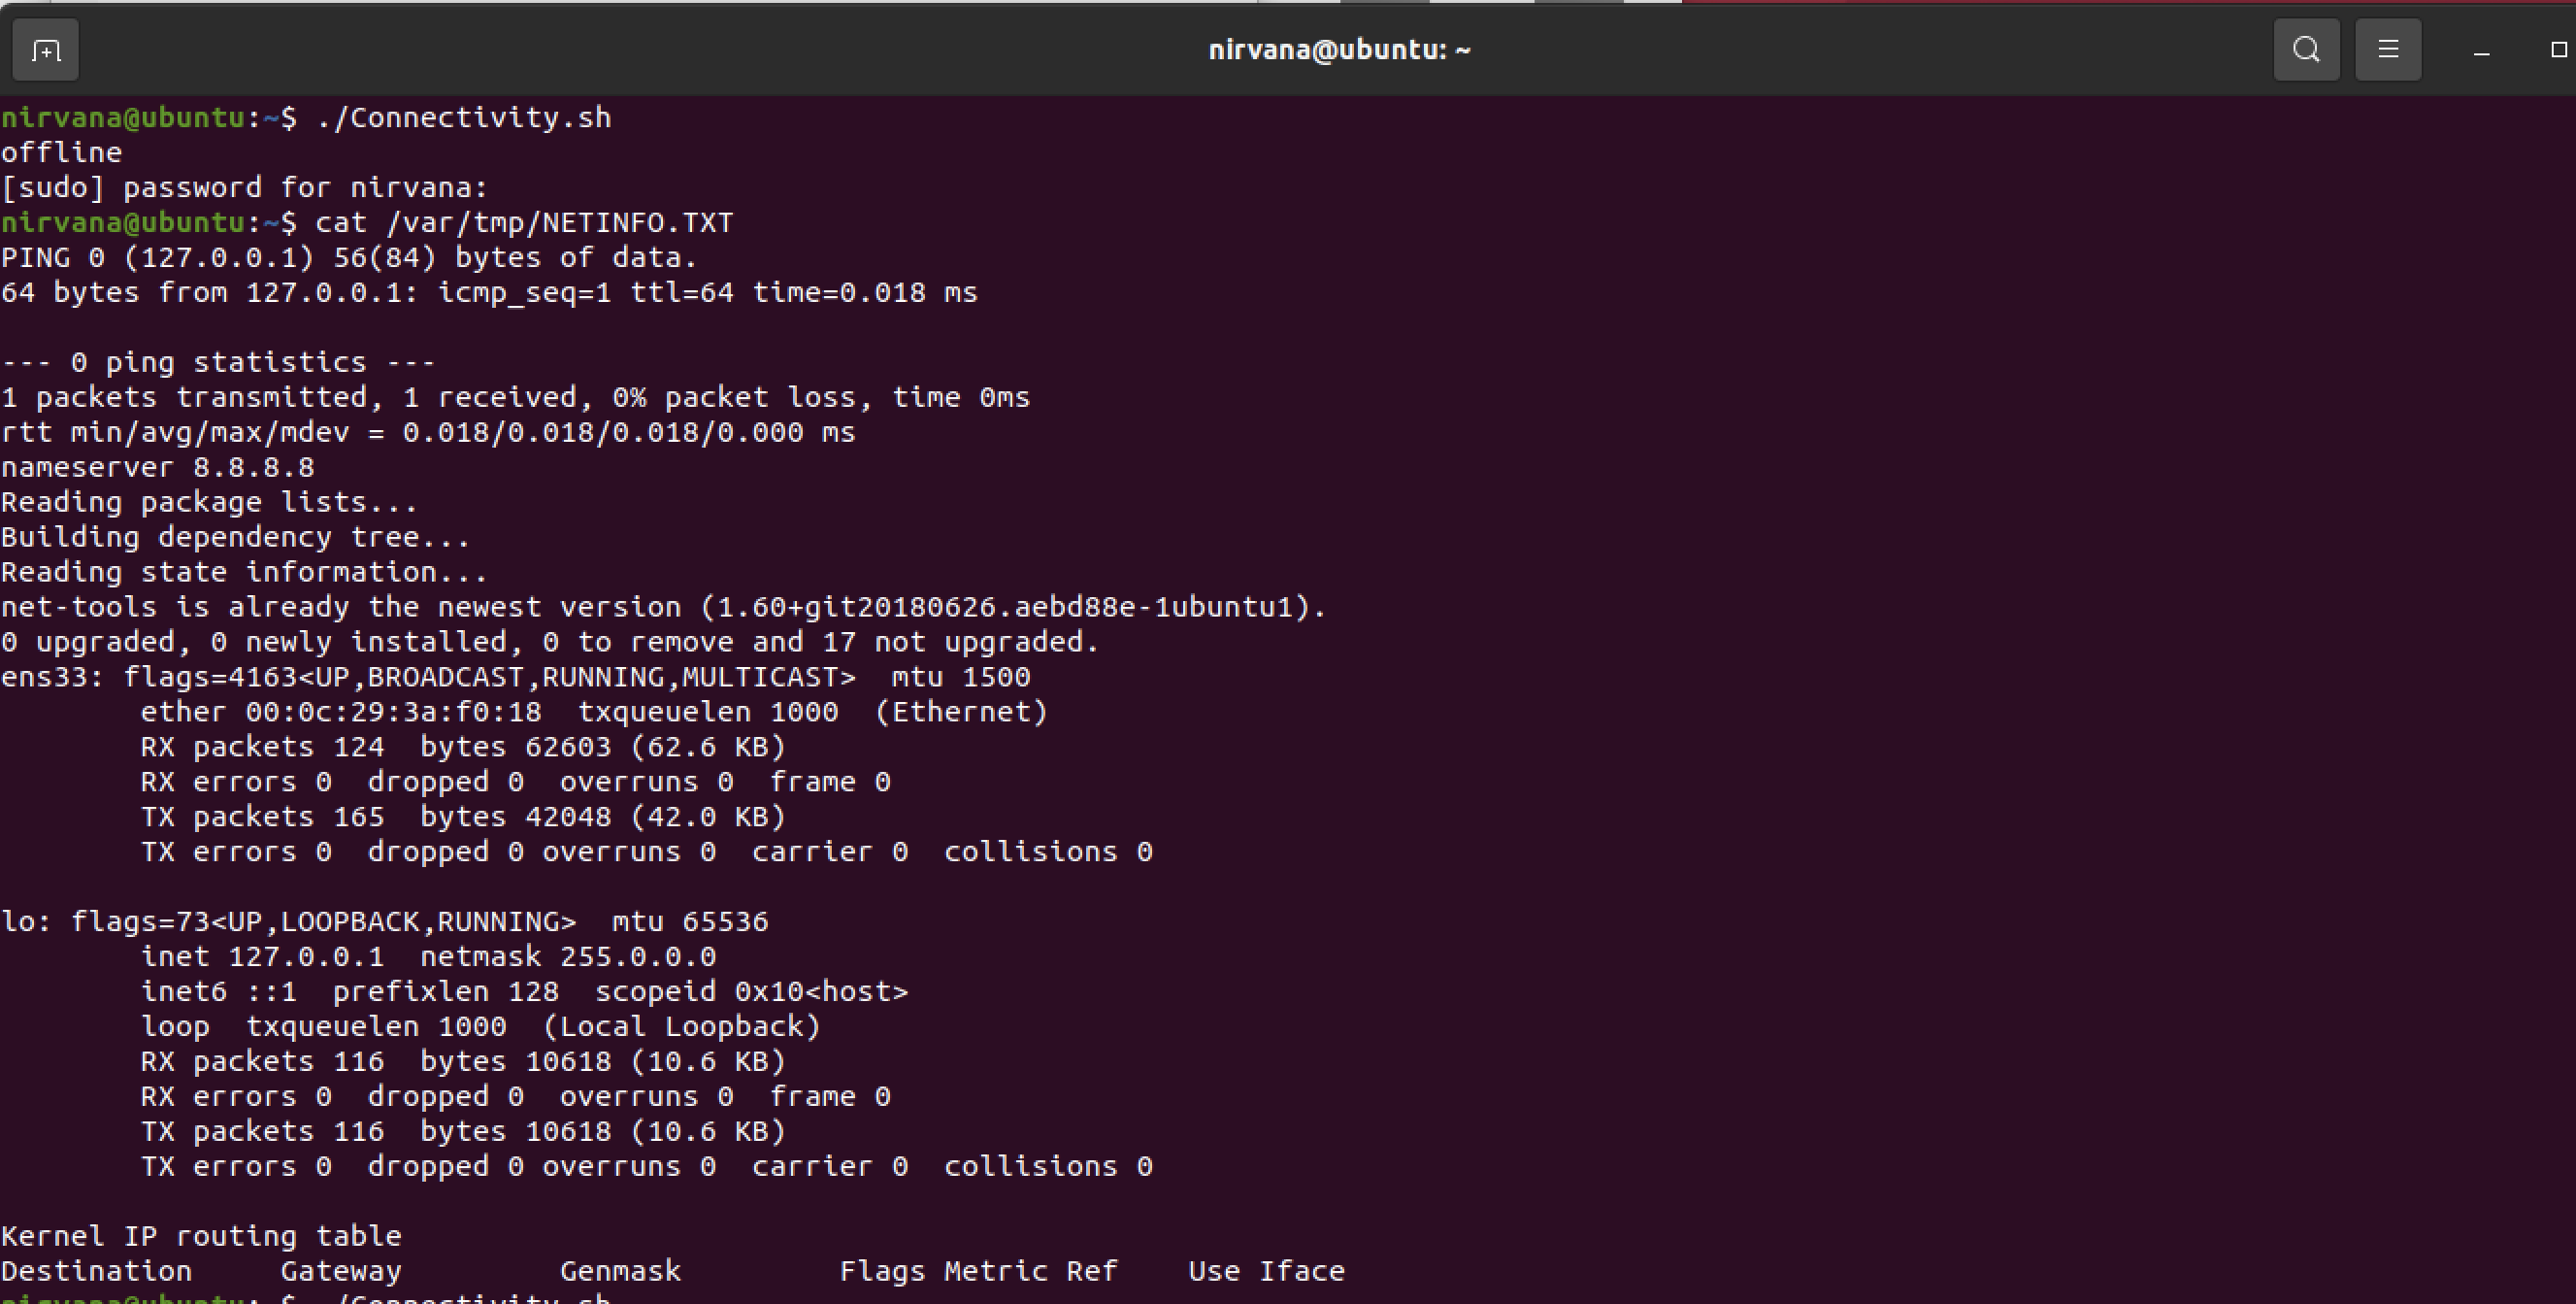 nirvana@ubuntu: ~
nirvana@ubuntu:~$ ./Connectivity.sh
offline
[sudo] password for nirvana:
nirvana@ubuntu:~$ cat /var/tmp/NETINFO.TXT
PING 0 (127.0.0.1) 56(84) bytes of data.
64 bytes from 127.0.0.1: icmp_seq=1 ttl=64 time=0.018 ms
--- 0 ping statistics ---
1 packets transmitted, 1 received, 0% packet loss, time 0ms
rtt min/avg/max/mdev = 0.018/0.018/0.018/0.000 ms
nameserver 8.8.8.8
Reading package lists...
Building dependency tree...
Reading state information...
net-tools is already the newest version (1.60+git20180626.aebd88e-1ubuntu1).
0 upgraded, 0 newly installed, 0 to remove and 17 not upgraded.
ens33: flags=4163<UP,BROADCAST,RUNNING,MULTICAST>  mtu 1500
ether 00:0c:29:3a:f0:18  txqueuelen 1000  (Ethernet)
RX packets 124  bytes 62603 (62.6 KB)
RX errors 0  dropped 0  overruns 0  frame 0
TX packets 165  bytes 42048 (42.0 KB)
TX errors 0  dropped 0 overruns 0  carrier 0  collisions 0
lo: flags=73<UP,LOOPBACK,RUNNING>  mtu 65536
inet 127.0.0.1  netmask 255.0.0.0
inet6 ::1  prefixlen 128  scopeid 0x10<host>
loop  txqueuelen 1000  (Local Loopback)
RX packets 116  bytes 10618 (10.6 KB)
RX errors 0  dropped 0  overruns 0  frame 0
TX packets 116  bytes 10618 (10.6 KB)
TX errors 0  dropped 0 overruns 0  carrier 0  collisions 0
Kernel IP routing table
Destination     Gateway         Genmask         Flags Metric Ref    Use Iface
nirvana@ubuntu:~$ ./Connectivity.sh